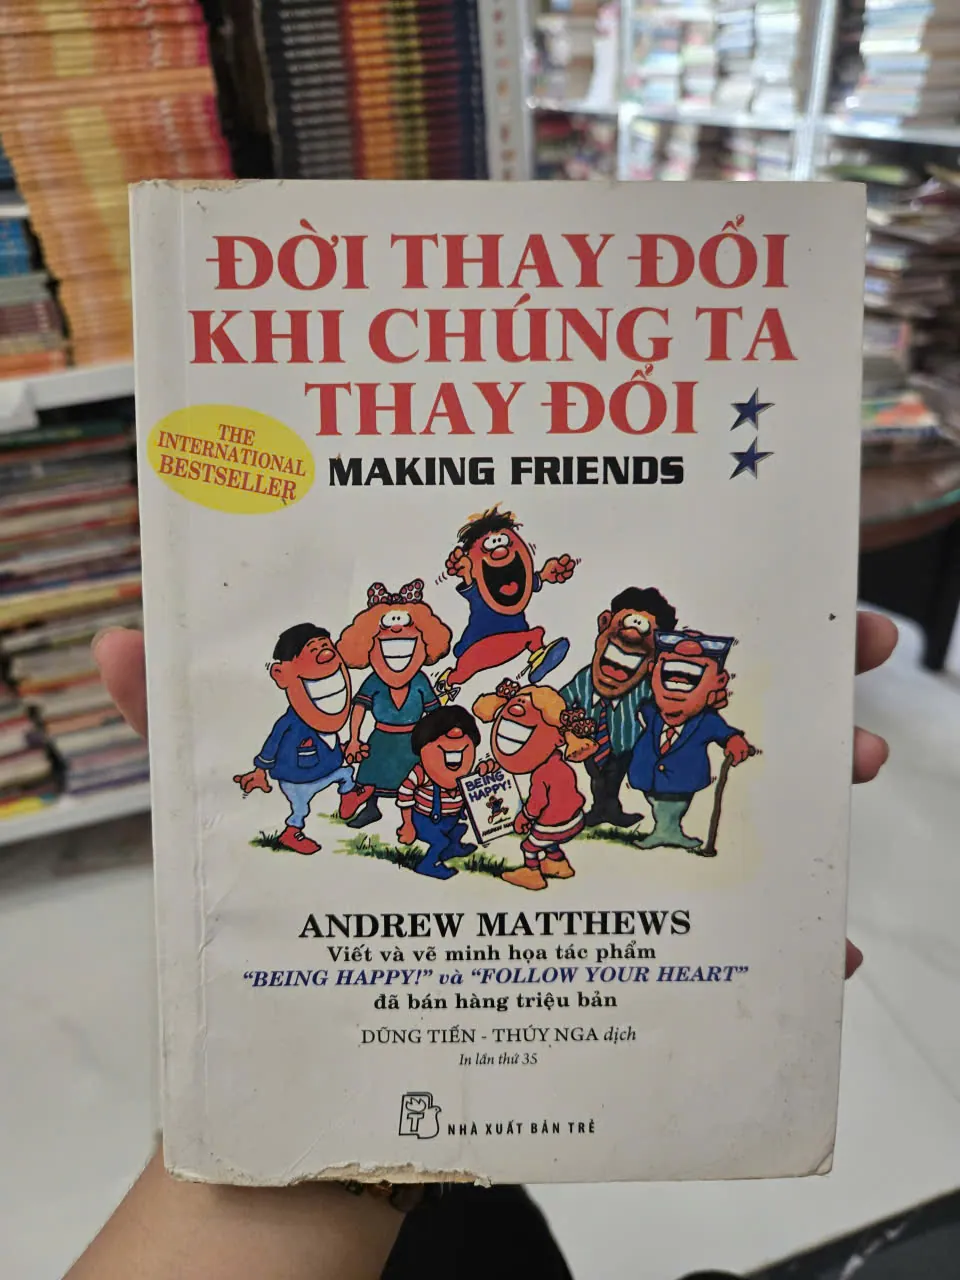 ĐỜI THAY ĐỔI
KHI CHÚNG TA
THAY ĐỔI
THE
INTERNATIONAL
BESTSELLER
MAKING FRIENDS
BEING
HAPPY!
ANDREW MATTHEWS
Viết và vẽ minh họa tác phẩm
“BEING HAPPY!” và “FOLLOW YOUR HEART”
đã bán hàng triệu bản
DŨNG TIẾN - THÚY NGA dịch
In lần thứ 35
NHÀ XUẤT BẢN TRẺ